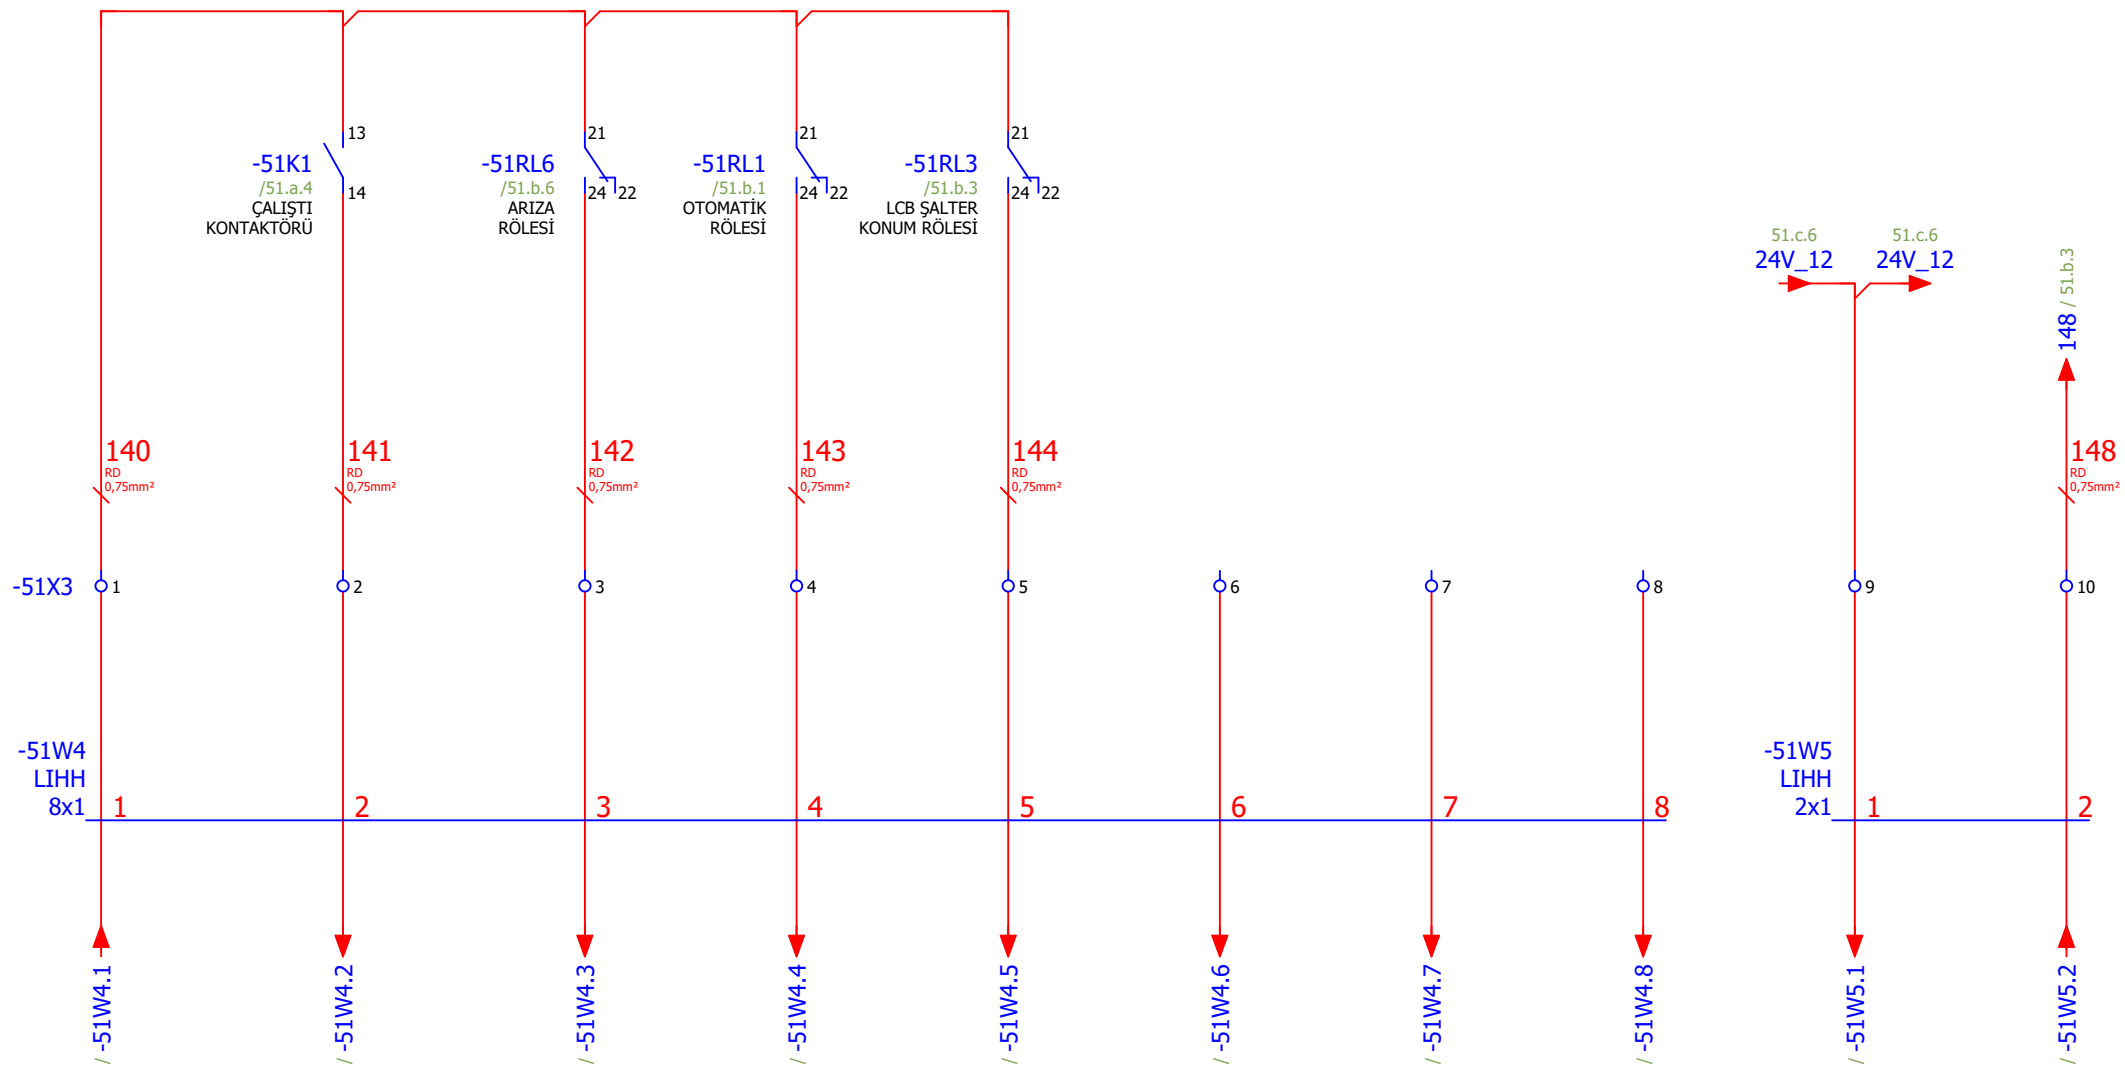 13
-51K1
/51.a.4
14
ÇALIŞTI
KONTAKTÖRÜ
21
-51RL6
/51.b.6
24 22
ARIZA
RÖLESİ
21
-51RL1
/51.b.1
24 22
OTOMATİK
RÖLESİ
21
-51RL3
/51.b.3
24 22
LCB ŞALTER
KONUM RÖLESİ
51.c.6
24V_12
51.c.6
24V_12
148 / 51.b.3
140
RD
0,75mm²
141
RD
0,75mm²
142
RD
0,75mm²
143
RD
0,75mm²
144
RD
0,75mm²
148
RD
0,75mm²
-51X3
1
2
3
4
5
6
7
8
9
10
-51W4
LIHH
8x1
1
2
3
4
5
6
7
8
-51W5
LIHH
2x1
1
2
/ -51W4.1
/ -51W4.2
/ -51W4.3
/ -51W4.4
/ -51W4.5
/ -51W4.6
/ -51W4.7
/ -51W4.8
/ -51W5.1
/ -51W5.2